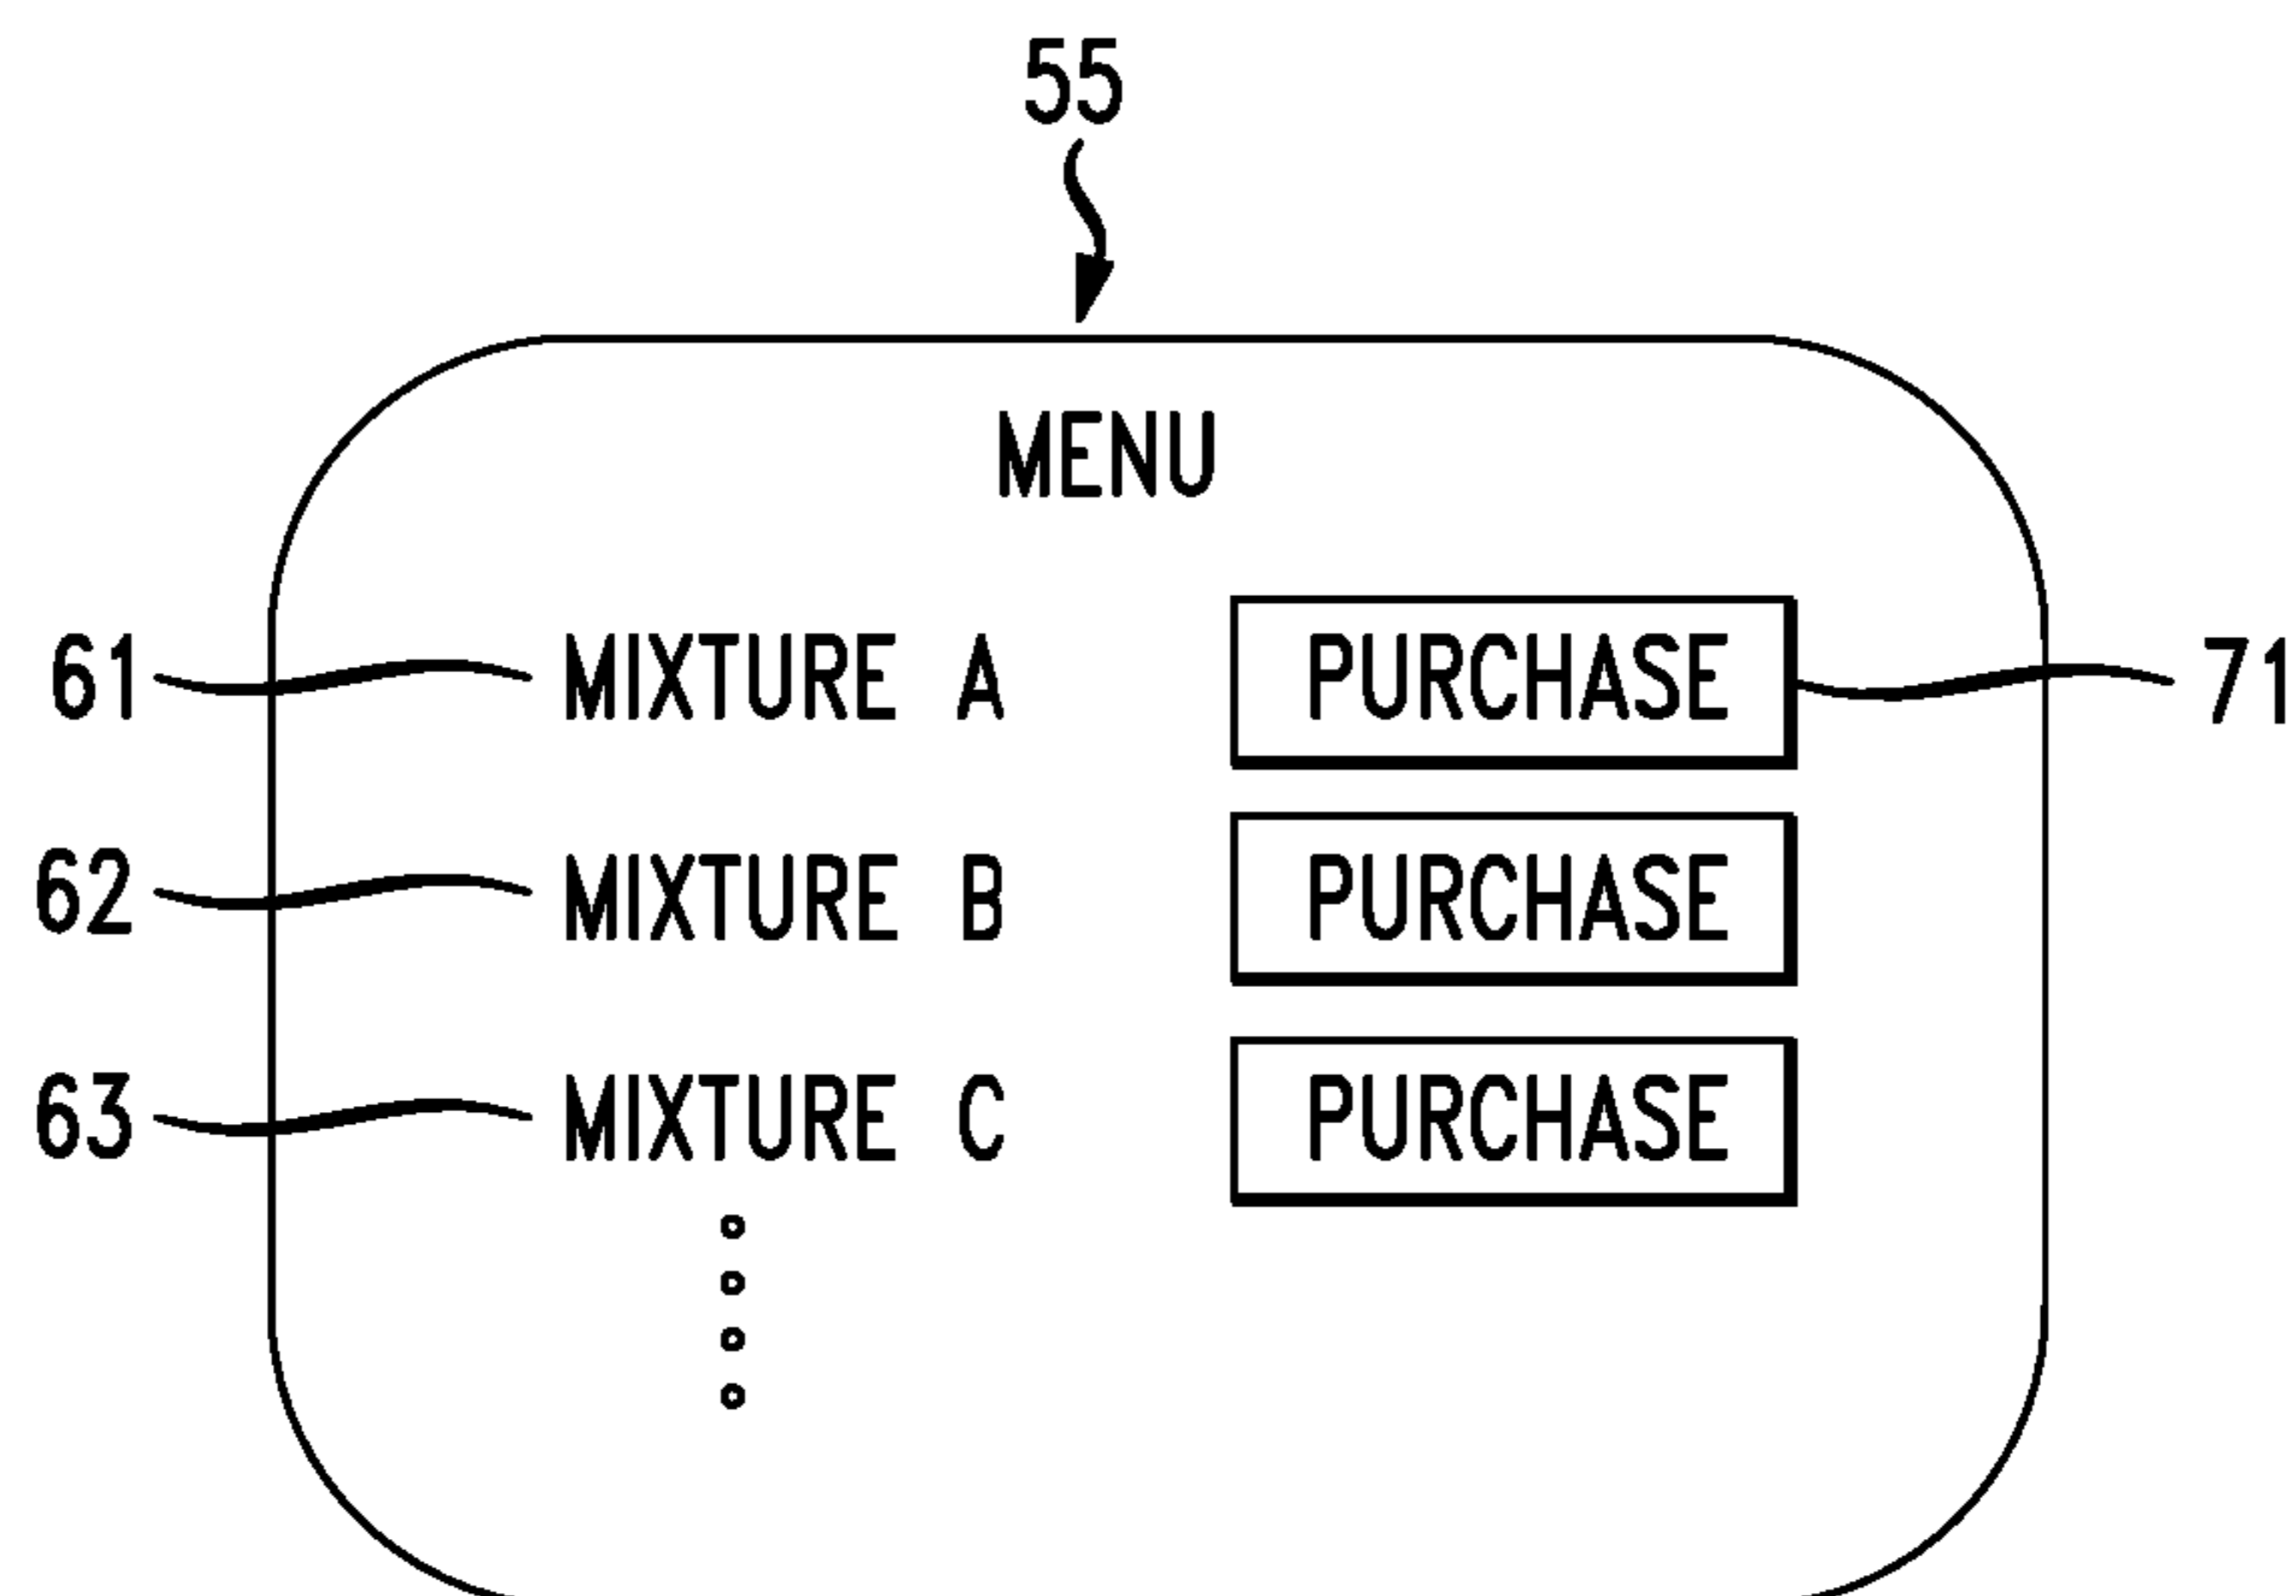 55
MENU
61 MIXTURE A PURCHASE 71
62 MIXTURE B PURCHASE
63 MIXTURE C PURCHASE